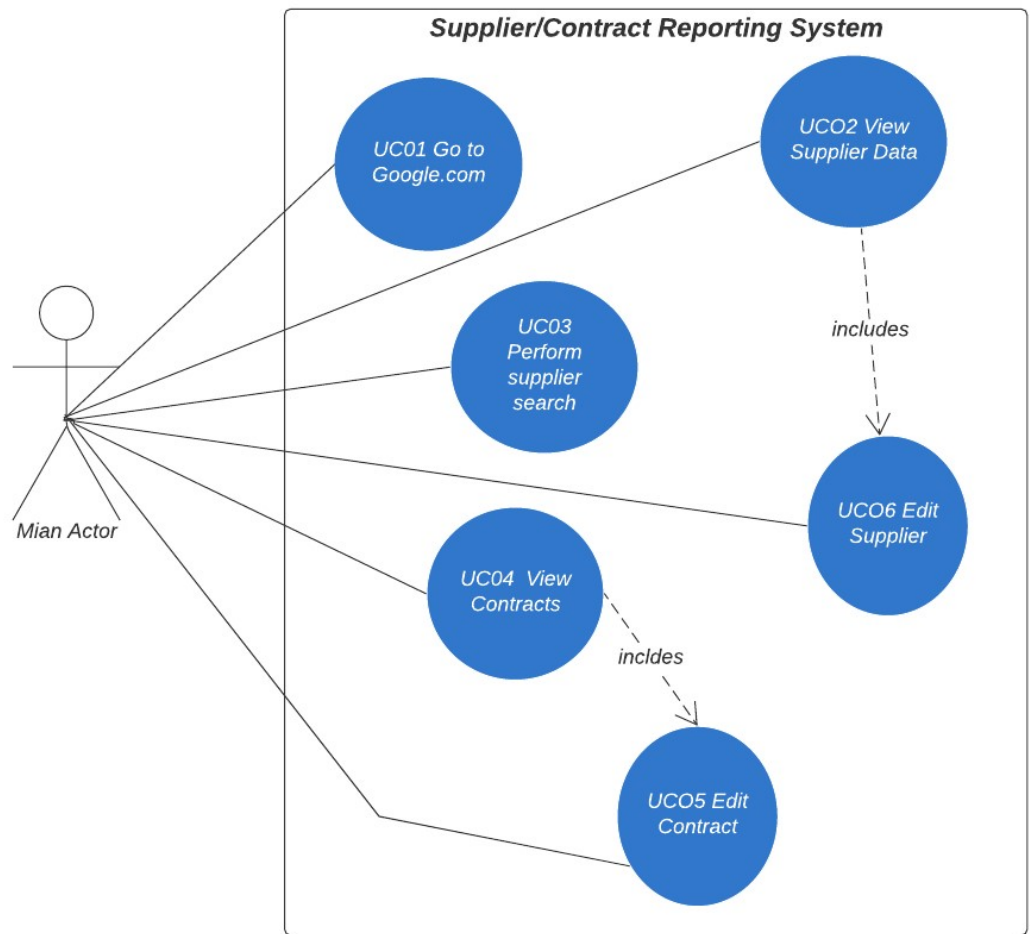 Supplier/Contract Reporting System
UC01 Go to
Google.com
UCO2 View
Supplier Data
UC03
Perform
supplier
search
includes
UCO6 Edit
Supplier
Mian Actor
UC04  View
Contracts
incldes
UCO5 Edit
Contract